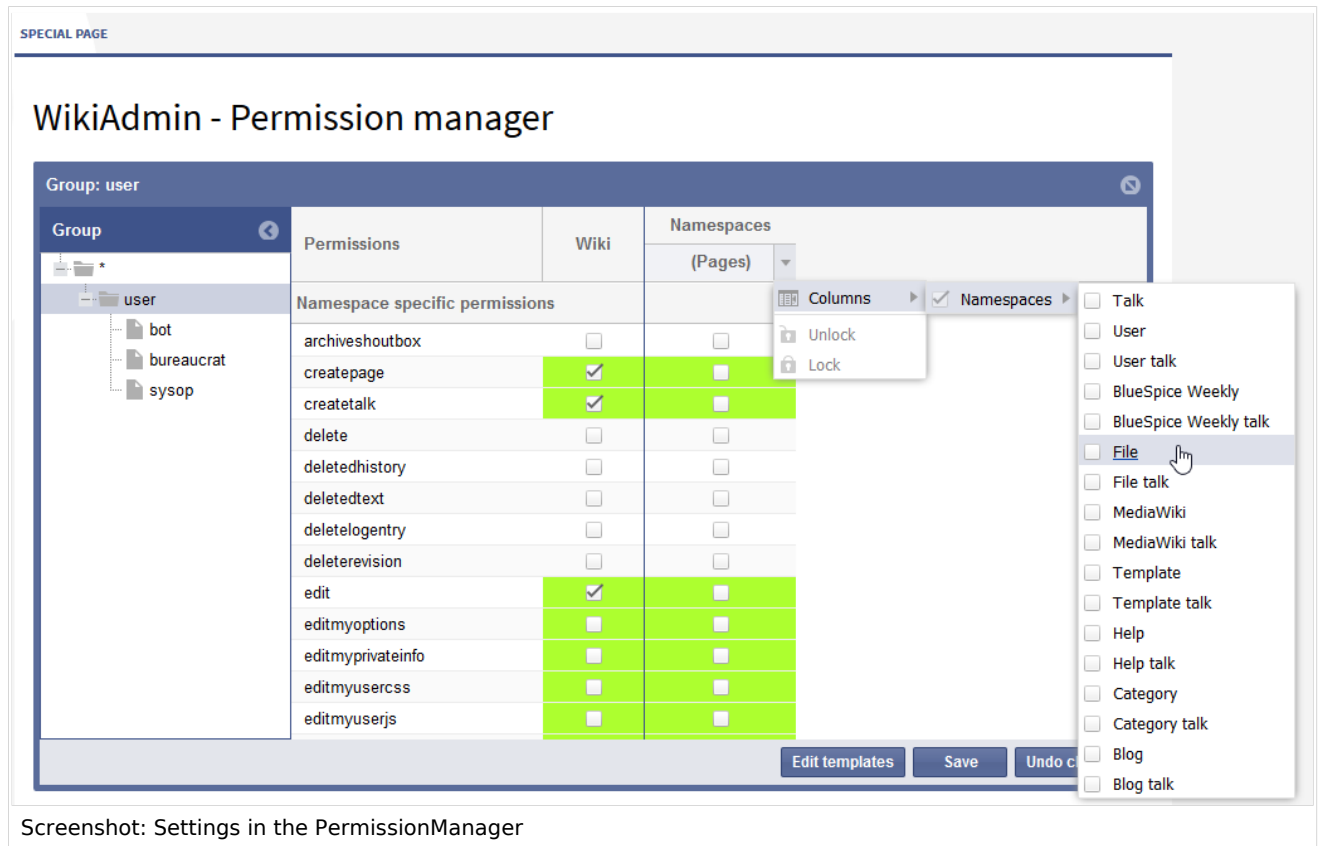 SPECIAL PAGE
WikiAdmin - Permission manager
Group: user
Group
*
user
bot
bureaucrat
sysop
Permissions
Wiki
Namespaces
(Pages)
Namespace specific permissions
archiveshoutbox
createpage
createtalk
delete
deletedhistory
deletedtext
deletelogentry
deleterevision
edit
editmyoptions
editmyprivateinfo
editmyusercss
editmyuserjs
Columns
Unlock
Lock
Namespaces
Talk
User
User talk
BlueSpice Weekly
BlueSpice Weekly talk
File
File talk
MediaWiki
MediaWiki talk
Template
Template talk
Help
Help talk
Category
Category talk
Blog
Blog talk
Edit templates
Save
Undo
Screenshot: Settings in the PermissionManager